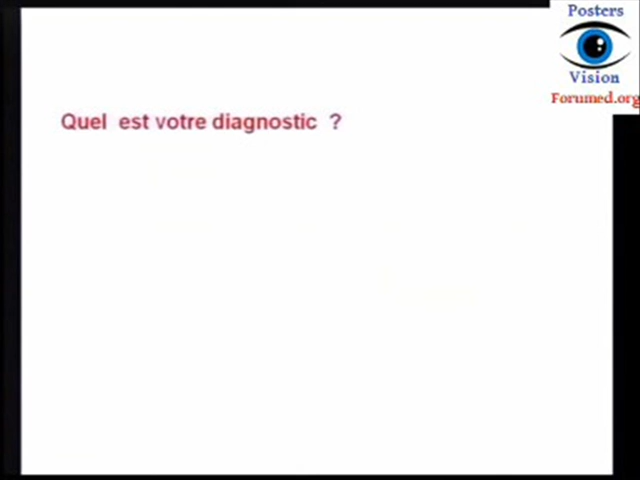 Posters
Vision
Forumed.org
Quel est votre diagnostic ?